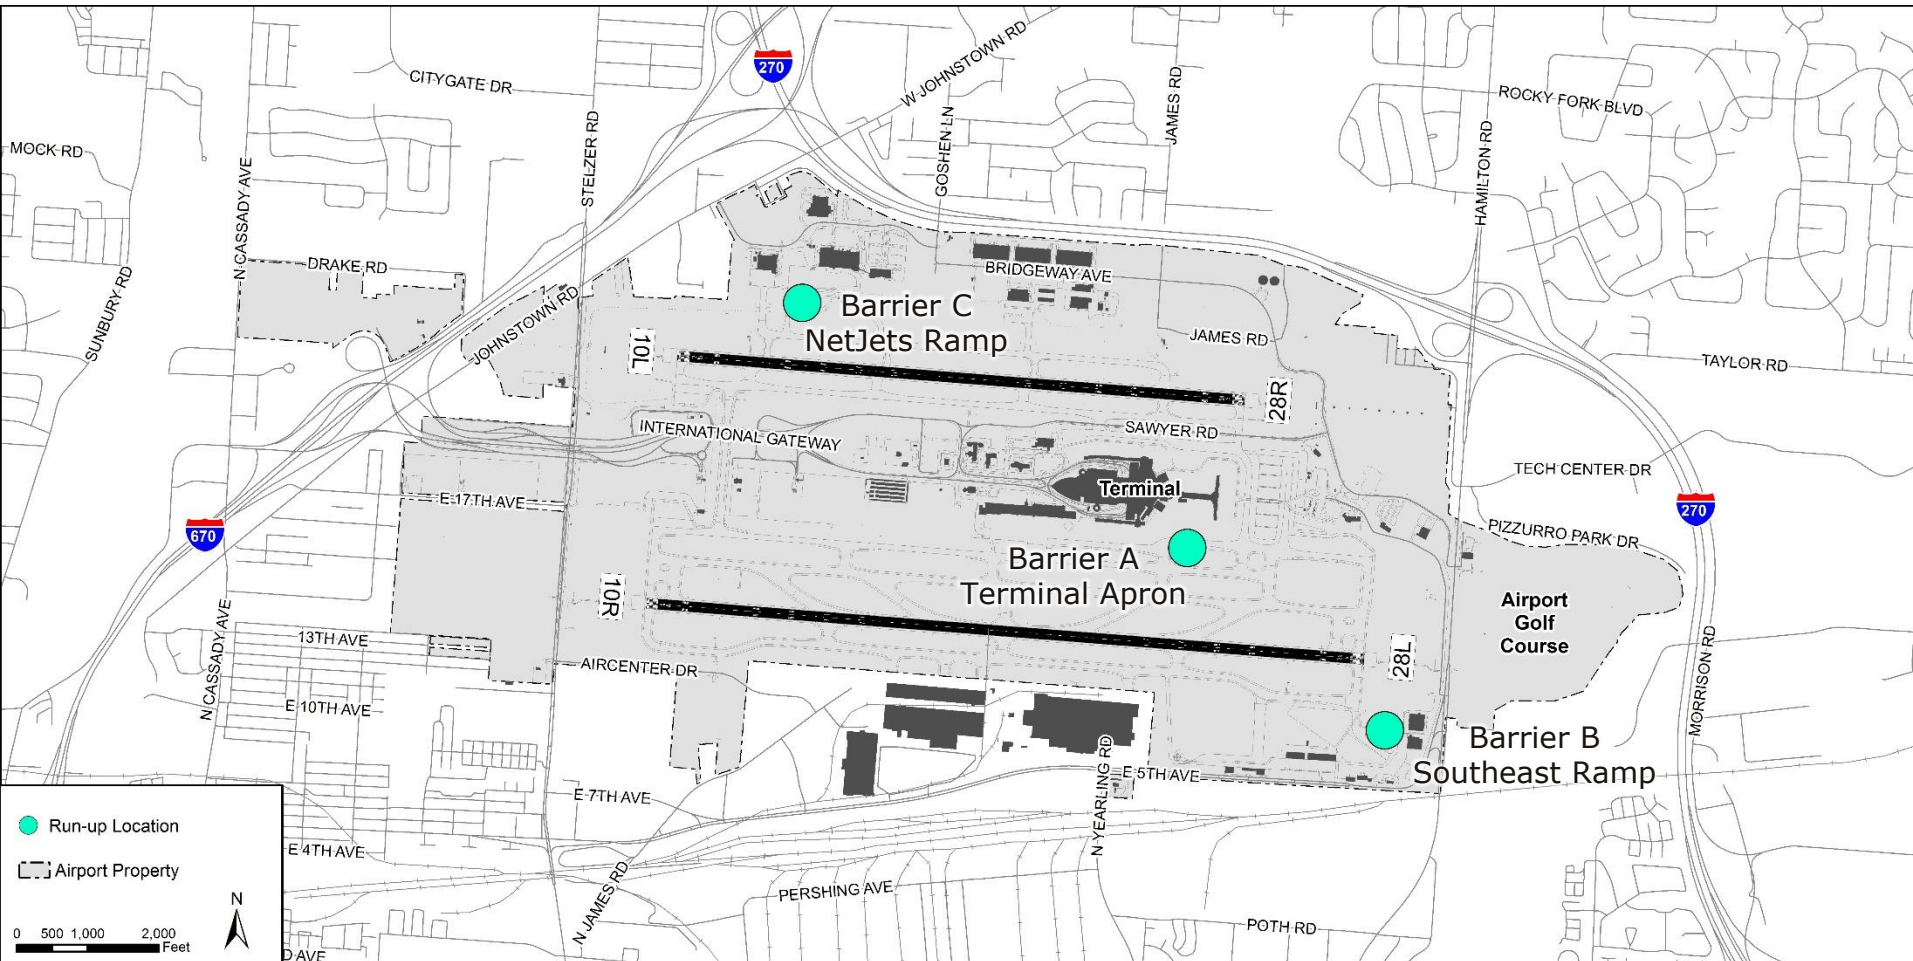 270
W JOHNSTOWN RD
CITYGATE DR
JAMES RD
ROCKY FORK BLVD
STELZER RD
GOSHEN LN
HAMILTON RD
MOCK RD
N CASSADY AVE
DRAKE RD
SUNBURY RD
JOHNSTOWN RD
BRIDGEWAY AVE
Barrier C
NetJets Ramp
JAMES RD
10L
28R
TAYLOR RD
INTERNATIONAL GATEWAY
SAWYER RD
TECH CENTER DR
E 17TH AVE
Terminal
670
270
PIZZURRO PARK DR
Barrier A
Terminal Apron
10R
Airport
Golf
Course
13TH AVE
N CASSADY AVE
AIRCENTER DR
28L
MORRISON RD
E 10TH AVE
Barrier B
Southeast Ramp
N YEARLING RD
E 5TH AVE
E 7TH AVE
E 4TH AVE
N JAMES RD
PERSHING AVE
POTH RD
Run-up Location
Airport Property
N
0 500 1,000 2,000
Feet
D AVE